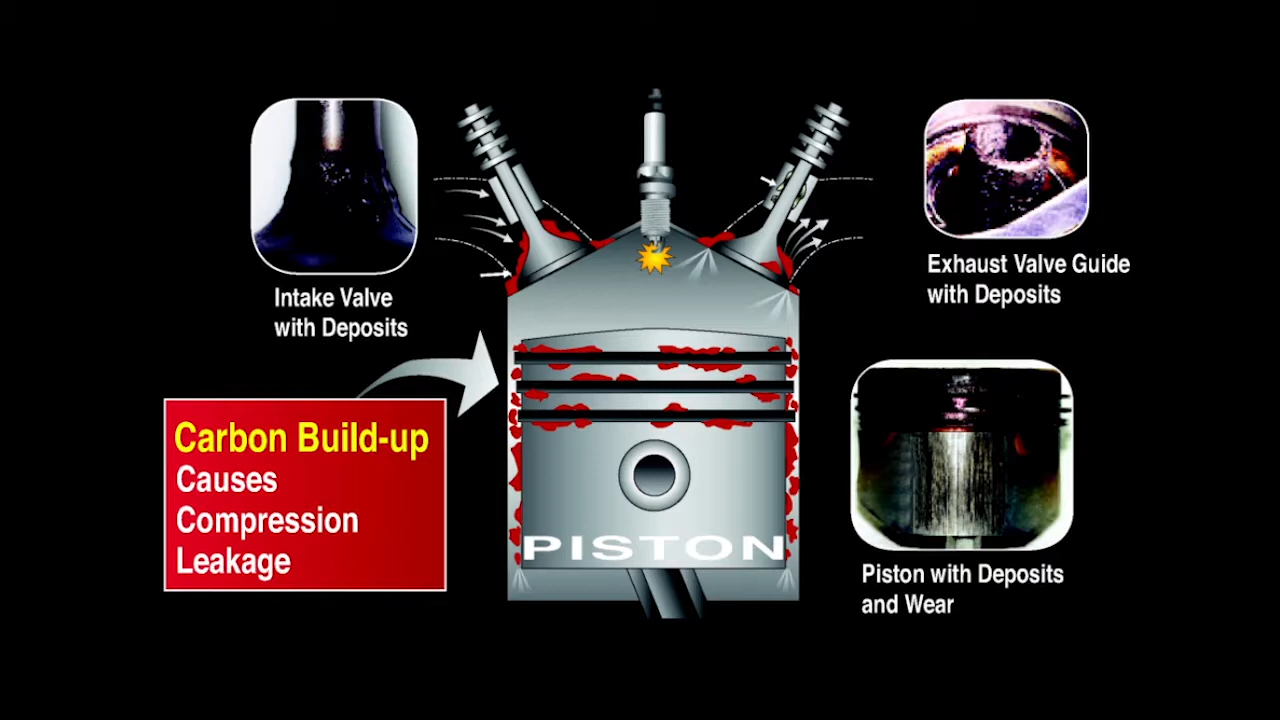 Intake Valve
with Deposits
Exhaust Valve Guide
with Deposits
Carbon Build-up
Causes
Compression
Leakage
PISTON
Piston with Deposits
and Wear